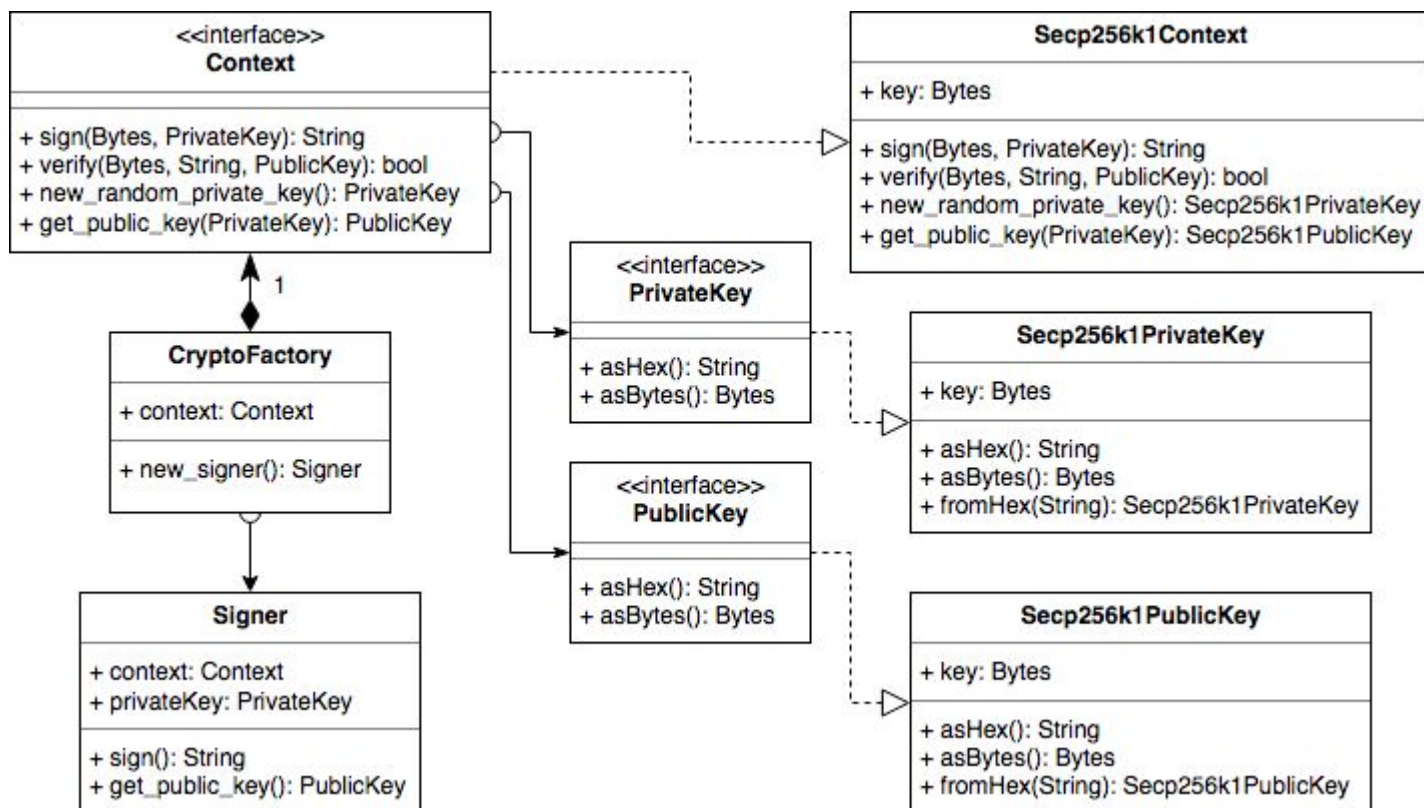 <<interface>>
Context
+ sign(Bytes, PrivateKey): String
+ verify(Bytes, String, PublicKey): bool
+ new_random_private_key(): PrivateKey
+ get_public_key(PrivateKey): PublicKey
Secp256k1Context
+ key: Bytes
+ sign(Bytes, PrivateKey): String
+ verify(Bytes, String, PublicKey): bool
+ new_random_private_key(): Secp256k1PrivateKey
+ get_public_key(PrivateKey): Secp256k1PublicKey
1
CryptoFactory
+ context: Context
+ new_signer(): Signer
<<interface>>
PrivateKey
+ asHex(): String
+ asBytes(): Bytes
Secp256k1PrivateKey
+ key: Bytes
+ asHex(): String
+ asBytes(): Bytes
+ fromHex(String): Secp256k1PrivateKey
<<interface>>
PublicKey
+ asHex(): String
+ asBytes(): Bytes
Signer
+ context: Context
+ privateKey: PrivateKey
+ sign(): String
+ get_public_key(): PublicKey
Secp256k1PublicKey
+ key: Bytes
+ asHex(): String
+ asBytes(): Bytes
+ fromHex(String): Secp256k1PublicKey